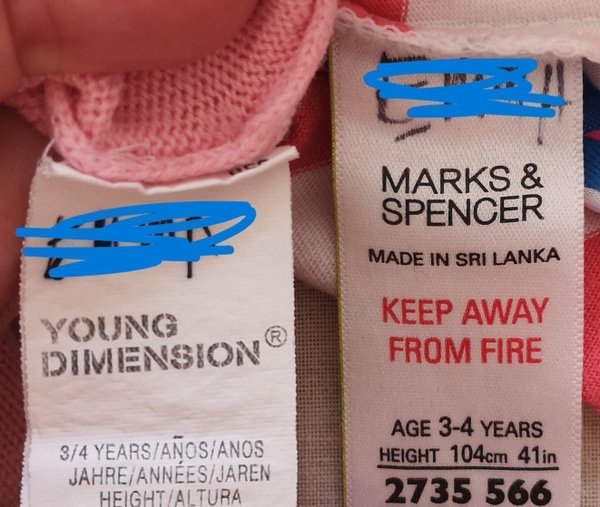 YOUNG
DIMENSION®
3/4 YEARS/AÑOS/ANOS
JAHRE/ANNÉES/JAREN
HEIGHT/ALTURA
MARKS &
SPENCER
MADE IN SRI LANKA
KEEP AWAY
FROM FIRE
AGE 3-4 YEARS
HEIGHT 104cm 41in
2735 566